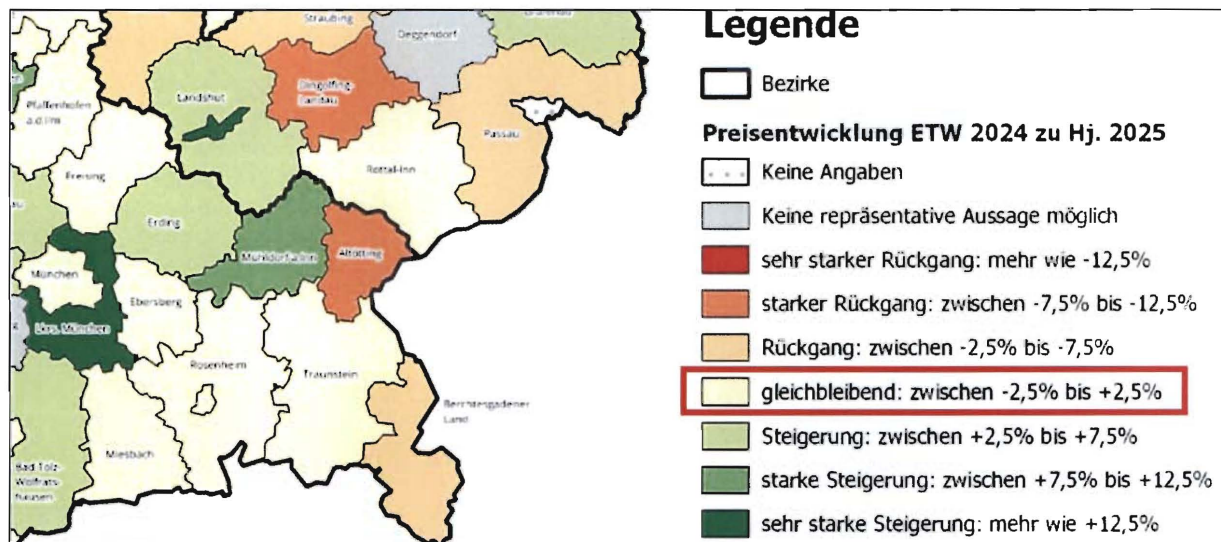 Straubing
Deggendorf
Landshut
Dingolfing-
Landau
Pfaffenhofen
a.d.Ilm
Passau
Freising
Rottal-Inn
Erding
Mühldorf a.Inn
Altötting
München
Ebersberg
Lkrs. München
Rosenheim
Traunstein
Berchtesgadener
Land
Miesbach
Bad Tölz-
Wolfrats-
hausen
Legende
Bezirke
Preisentwicklung ETW 2024 zu Hj. 2025
Keine Angaben
Keine repräsentative Aussage möglich
sehr starker Rückgang: mehr wie -12,5%
starker Rückgang: zwischen -7,5% bis -12,5%
Rückgang: zwischen -2,5% bis -7,5%
gleichbleibend: zwischen -2,5% bis +2,5%
Steigerung: zwischen +2,5% bis +7,5%
starke Steigerung: zwischen +7,5% bis +12,5%
sehr starke Steigerung: mehr wie +12,5%